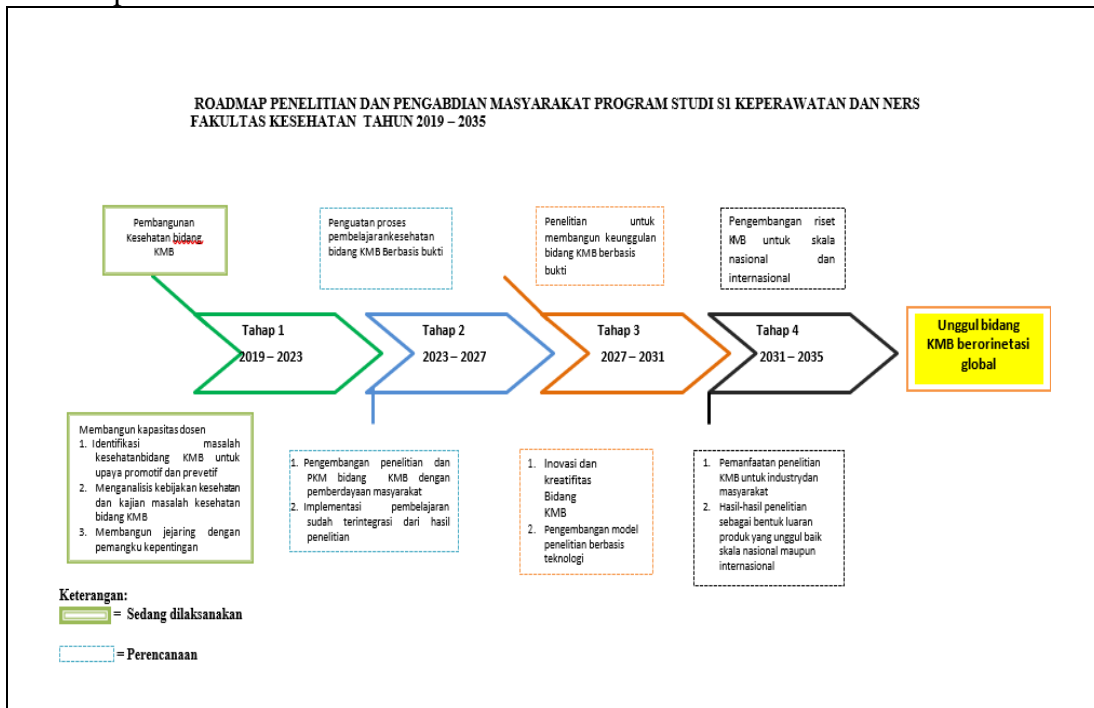 ROADMAP PENELITIAN DAN PENGABDIAN MASYARAKAT PROGRAM STUDI S1 KEPERAWATAN DAN NERS
FAKULTAS KESEHATAN TAHUN 2019 – 2035
Pembangunan
Kesehatan bidang
KMB
Penguatan proses
pembelajarankesehatan
bidang KMB Berbasis bukti
Penelitian untuk
membangun keunggulan
bidang KMB berbasis
bukti
Pengembangan riset
KMB untuk skala
nasional dan
internasional
Tahap 1
2019 – 2023
Tahap 2
2023 – 2027
Tahap 3
2027 – 2031
Tahap 4
2031 – 2035
Unggul bidang
KMB berorinetasi
global
Membangun kapasitas dosen
1. Identifikasi masalah
kesehatanbidang KMB untuk
upaya promotif dan prevetif
2. Menganalisis kebijakan kesehatan
dan kajian masalah kesehatan
bidang KMB
3. Membangun jejaring dengan
pemangku kepentingan
1. Pengembangan penelitian dan
PKM bidang KMB dengan
pemberdayaan masyarakat
2. Implementasi pembelajaran
sudah terintegrasi dari hasil
penelitian
1. Inovasi dan
kreatifitas
Bidang
KMB
2. Pengembangan model
penelitian berbasis
teknologi
1. Pemanfaatan penelitian
KMB untuk industrydan
masyarakat
2. Hasil-hasil penelitian
sebagai bentuk luaran
produk yang unggul baik
skala nasional maupun
internasional
Keterangan:
= Sedang dilaksanakan
= Perencanaan